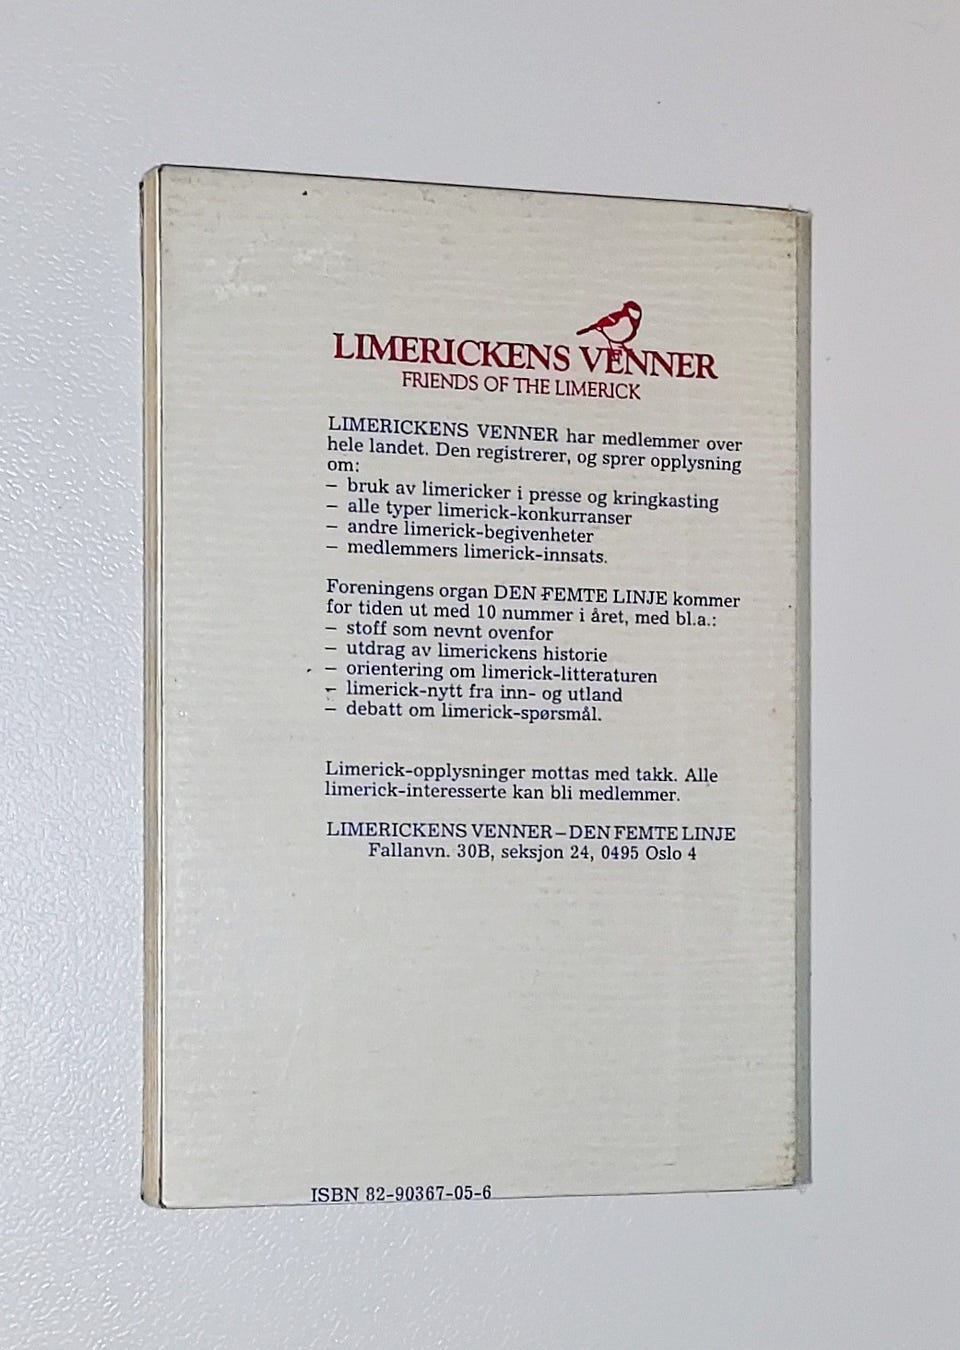 LIMERICKENS VENNER
FRIENDS OF THE LIMERICK
LIMERICKENS VENNER har medlemmer over
hele landet. Den registrerer, og sprer opplysning
om:
– bruk av limericker i presse og kringkasting
– alle typer limerick-konkurranser
– andre limerick-begivenheter
– medlemmers limerick-innsats.
Foreningens organ DEN FEMTE LINJE kommer
for tiden ut med 10 nummer i året, med bl.a.:
– stoff som nevnt ovenfor
– utdrag av limerickens historie
– orientering om limerick-litteraturen
– limerick-nytt fra inn- og utland
– debatt om limerick-spørsmål.
Limerick-opplysninger mottas med takk. Alle
limerick-interesserte kan bli medlemmer.
LIMERICKENS VENNER – DEN FEMTE LINJE
Fallanvn. 30B, seksjon 24, 0495 Oslo 4
ISBN 82-90367-05-6